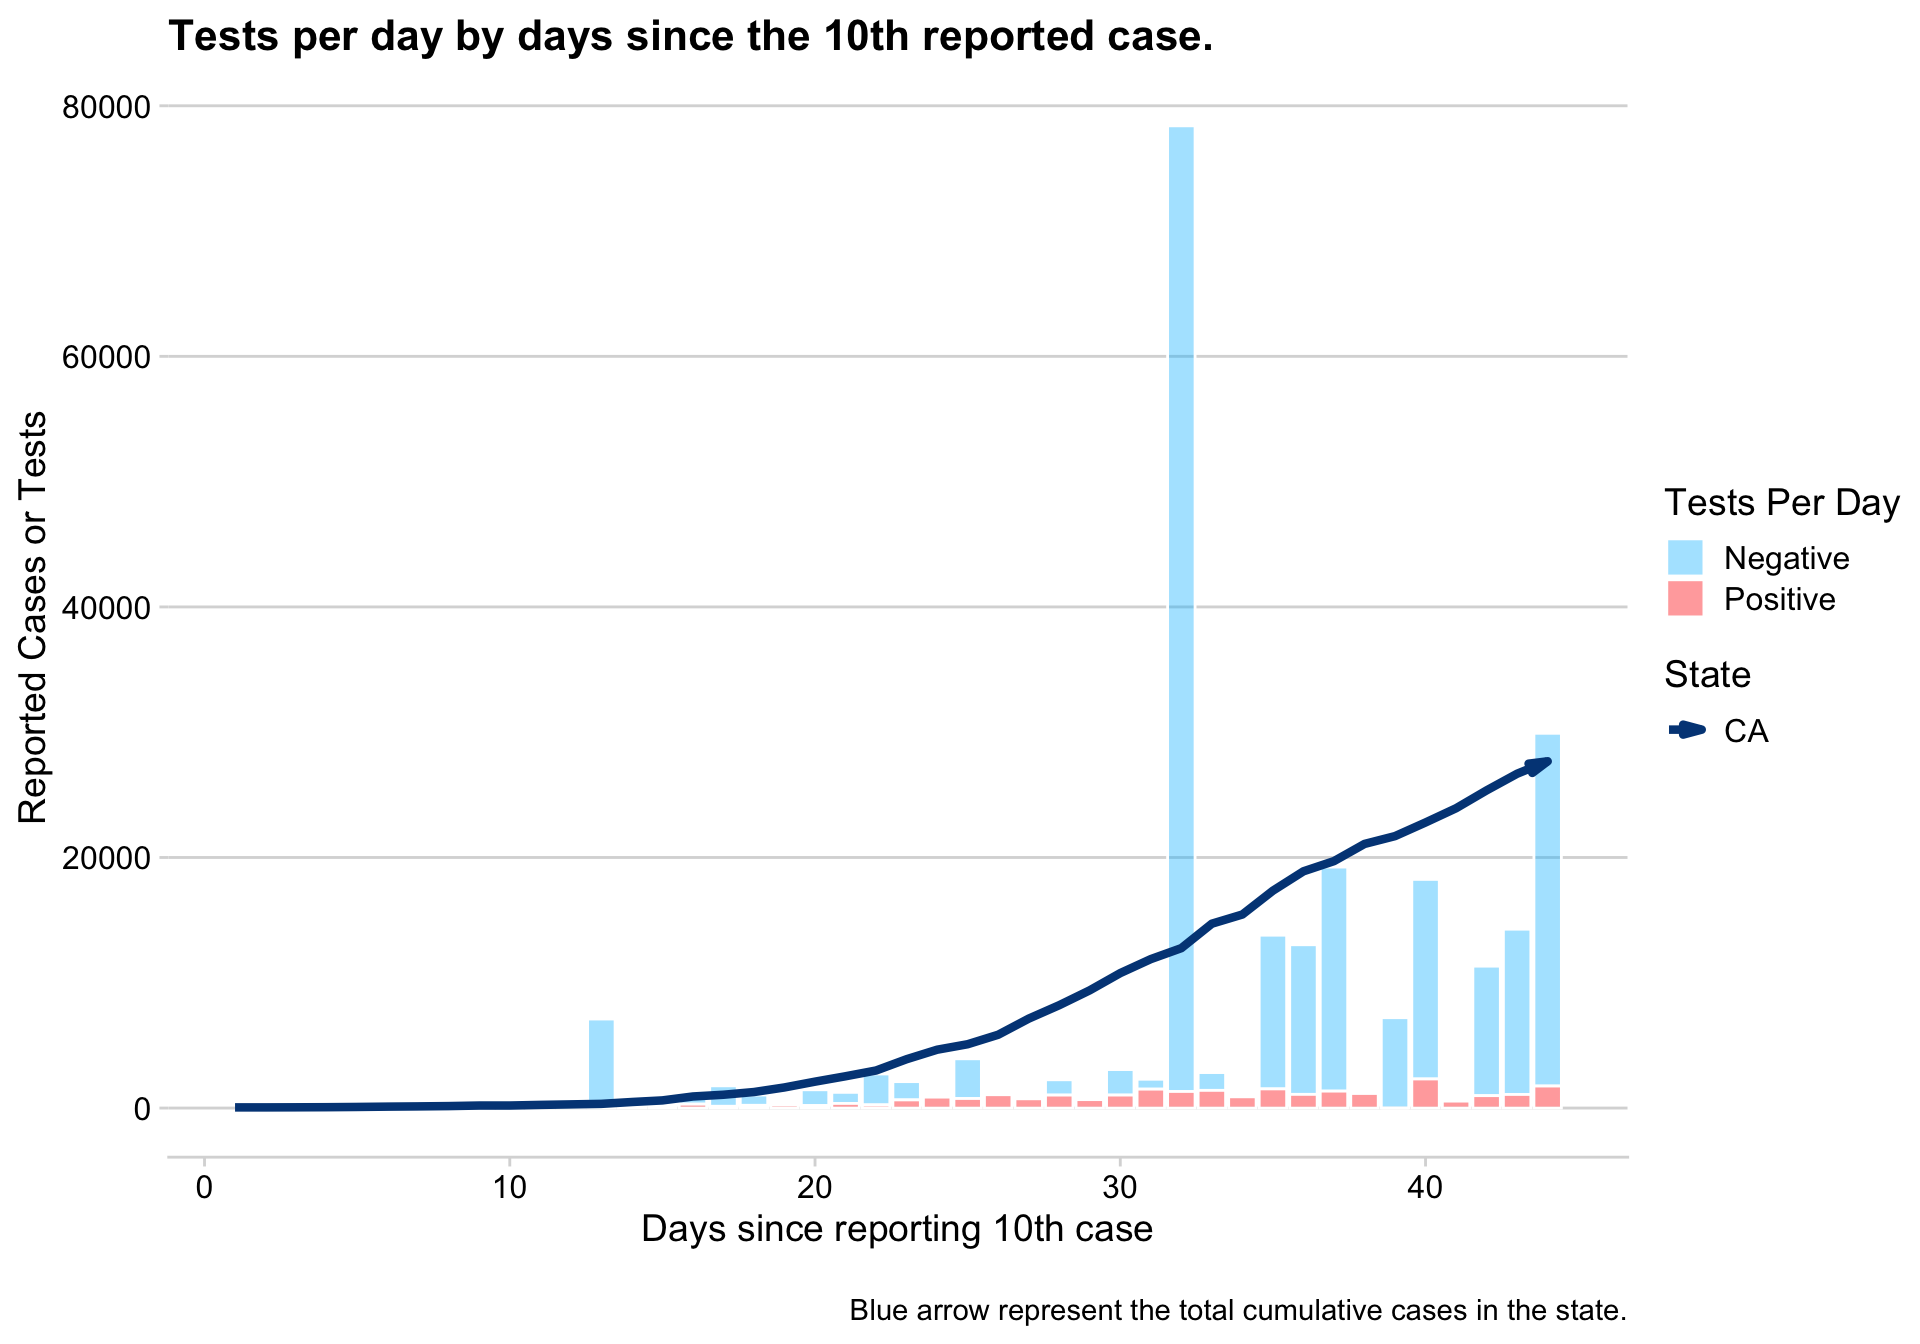 Tests per day by days since the 10th reported case.
80000
60000
40000
20000
0
Reported Cases or Tests
0 10 20 30 40
Days since reporting 10th case
Tests Per Day
Negative
Positive
State
CA
Blue arrow represent the total cumulative cases in the state.